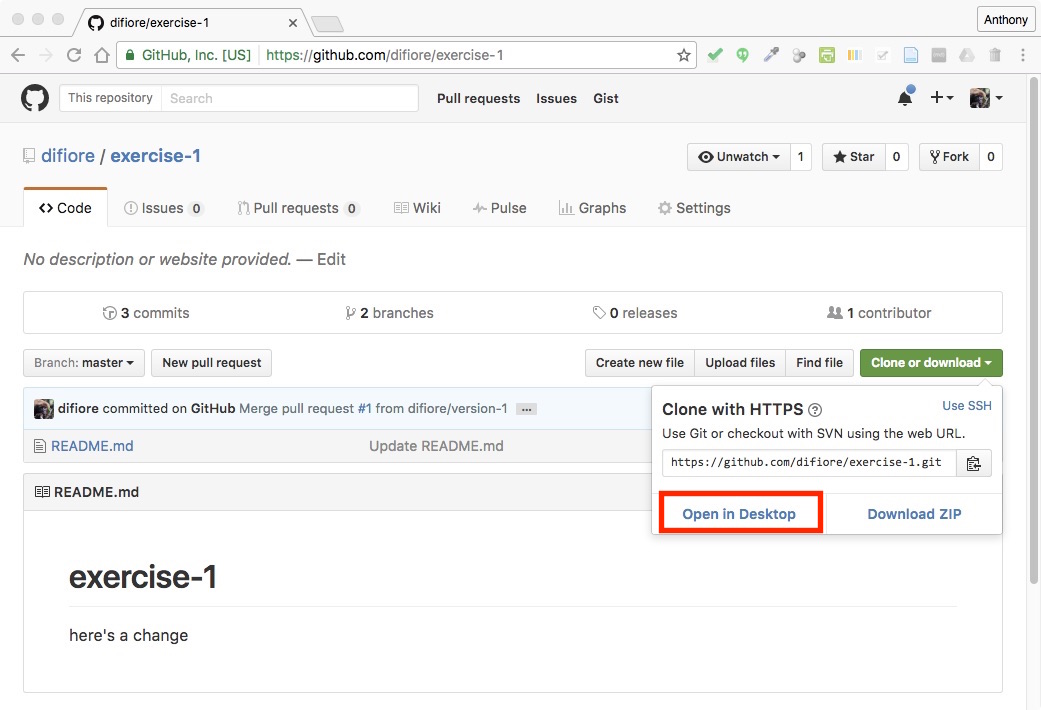 difiore/exercise-1
Anthony
GitHub, Inc. [US] https://github.com/difiore/exercise-1
This repository Search Pull requests Issues Gist
difiore / exercise-1 Unwatch 1 Star 0 Fork 0
Code Issues 0 Pull requests 0 Wiki Pulse Graphs Settings
No description or website provided. — Edit
3 commits 2 branches 0 releases 1 contributor
Branch: master New pull request Create new file Upload files Find file Clone or download
difiore committed on GitHub Merge pull request #1 from difiore/version-1 …
README.md Update README.md
Clone with HTTPS ? Use SSH
Use Git or checkout with SVN using the web URL.
https://github.com/difiore/exercise-1.git
Open in Desktop Download ZIP
README.md
exercise-1
here's a change